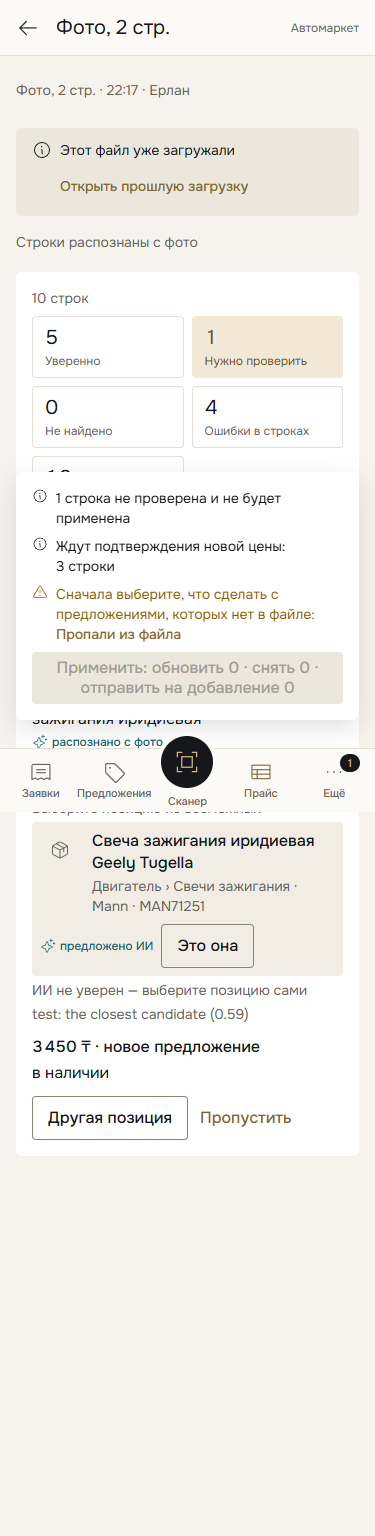 Фото, 2 стр.
Автомаркет
Фото, 2 стр. · 22:17 · Ерлан
Этот файл уже загружали
Открыть прошлую загрузку
Строки распознаны с фото
10 строк
5
Уверенно
1
Нужно проверить
0
Не найдено
4
Ошибки в строках
1 строка не проверена и не будет
применена
Ждут подтверждения новой цены:
3 строки
Сначала выберите, что сделать с
предложениями, которых нет в файле:
Пропали из файла
Применить: обновить 0 · снять 0 ·
отправить на добавление 0
зажигания иридиевая
распознано с фото
Заявки
Предложения
Сканер
Прайс
1
Ещё
Свеча зажигания иридиевая
Geely Tugella
Двигатель › Свечи зажигания ·
Mann · MAN71251
предложено ИИ
Это она
ИИ не уверен — выберите позицию сами
test: the closest candidate (0.59)
3 450 ₸ · новое предложение
в наличии
Другая позиция
Пропустить